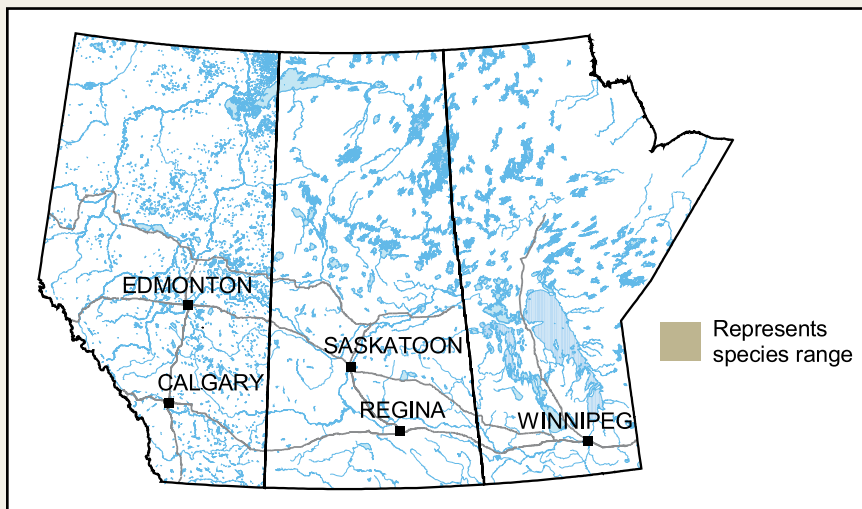 EDMONTON
SASKATOON
CALGARY
REGINA
WINNIPEG
Represents
species range